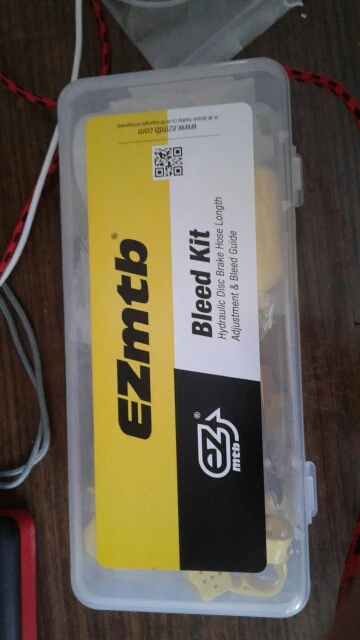 EZmtb®
Bleed Kit
Hydraulic Disc Brake Hose Length
Adjustment & Bleed Guide
ez®
mtb
www.ezmtb.com